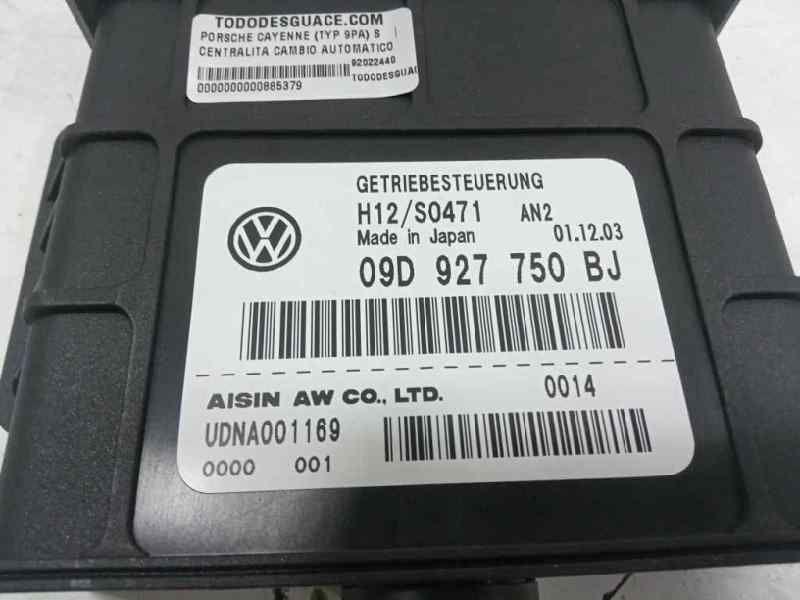 TODODESGUACE.COM
PORSCHE CAYENNE (TYP 9PA) S
CENTRALITA CAMBIO AUTOMATICO
92022440
TODODESGUAC
0000000000885379
GETRIEBESTEUERUNG
H12/S0471 AN2
Made in Japan 01.12.03
09D 927 750 BJ
AISIN AW CO., LTD. 0014
UDNA001169
0000 001